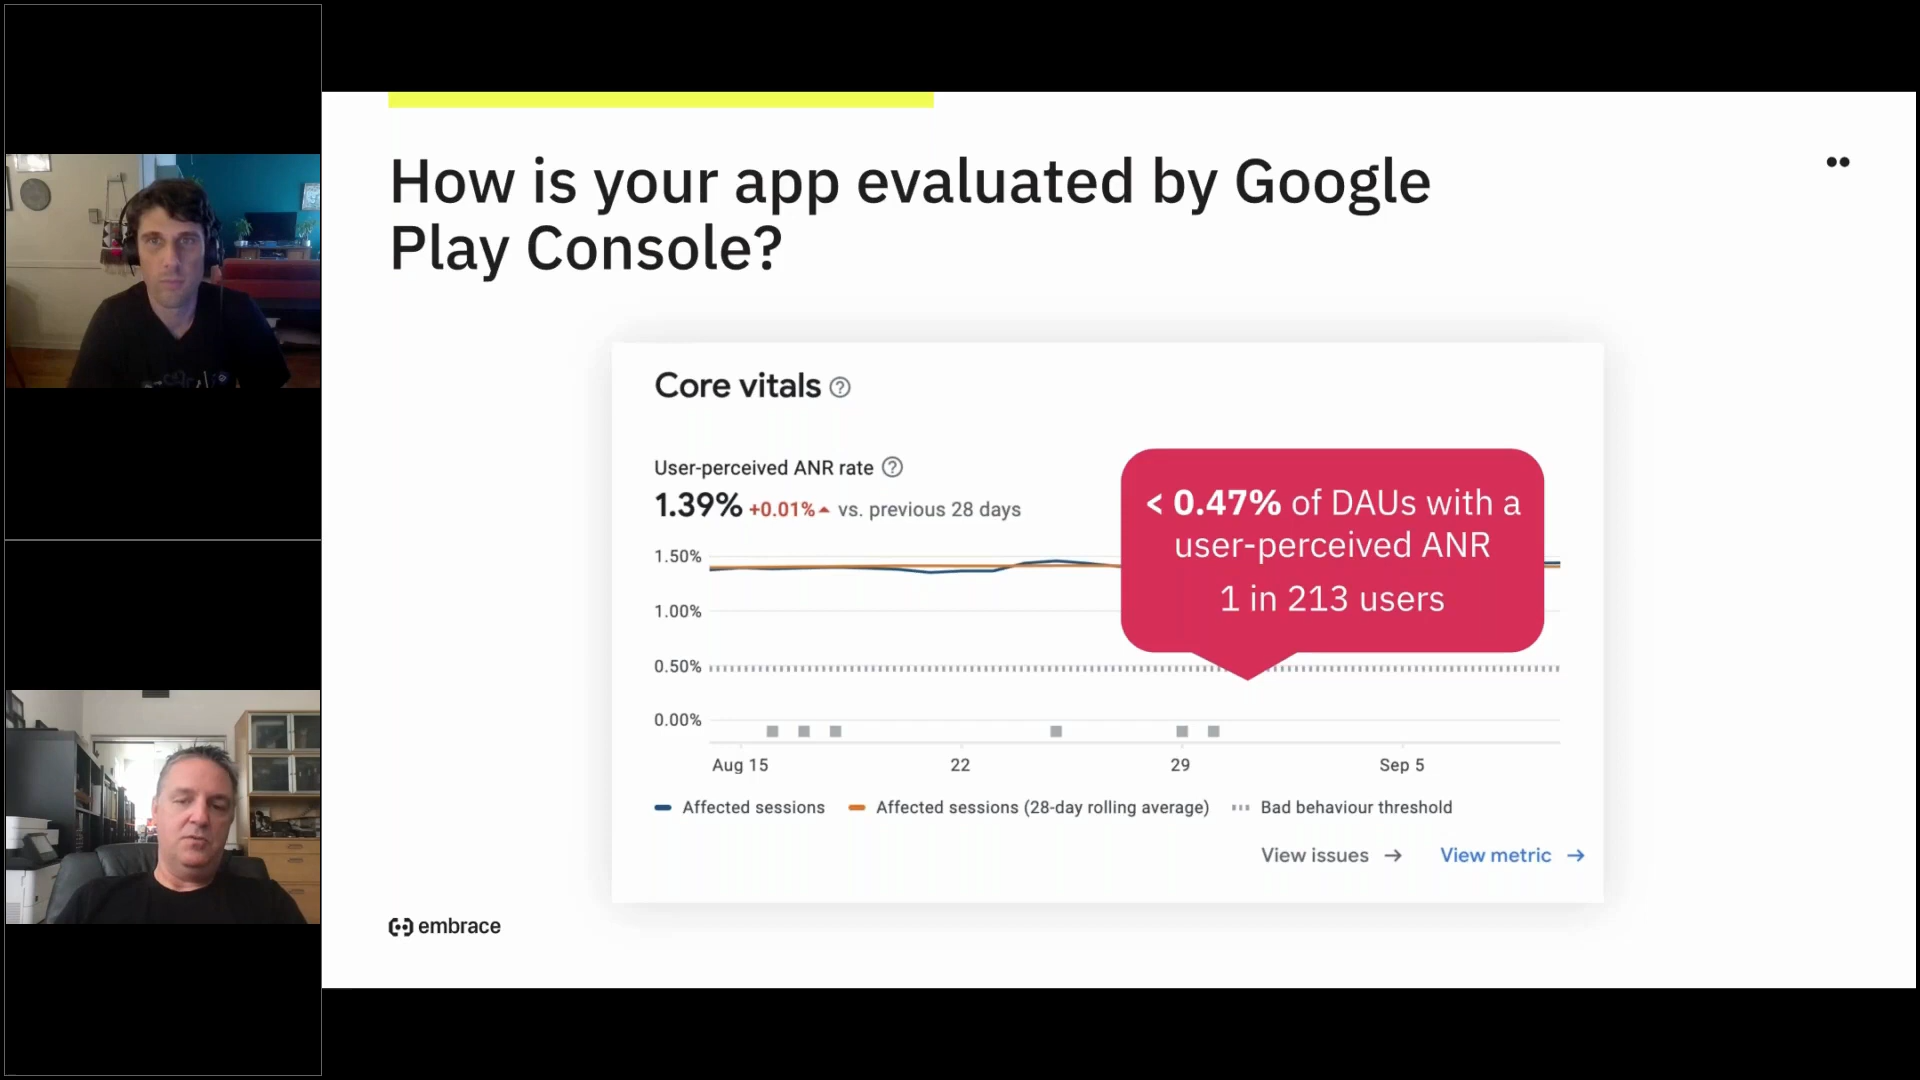 How is your app evaluated by Google
Play Console?
Core vitals ?
User-perceived ANR rate ?
1.39% +0.01% vs. previous 28 days
< 0.47% of DAUs with a
user-perceived ANR
1 in 213 users
1.50%
1.00%
0.50%
0.00%
Aug 15 22 29 Sep 5
Affected sessions Affected sessions (28-day rolling average) Bad behaviour threshold
View issues → View metric →
embrace